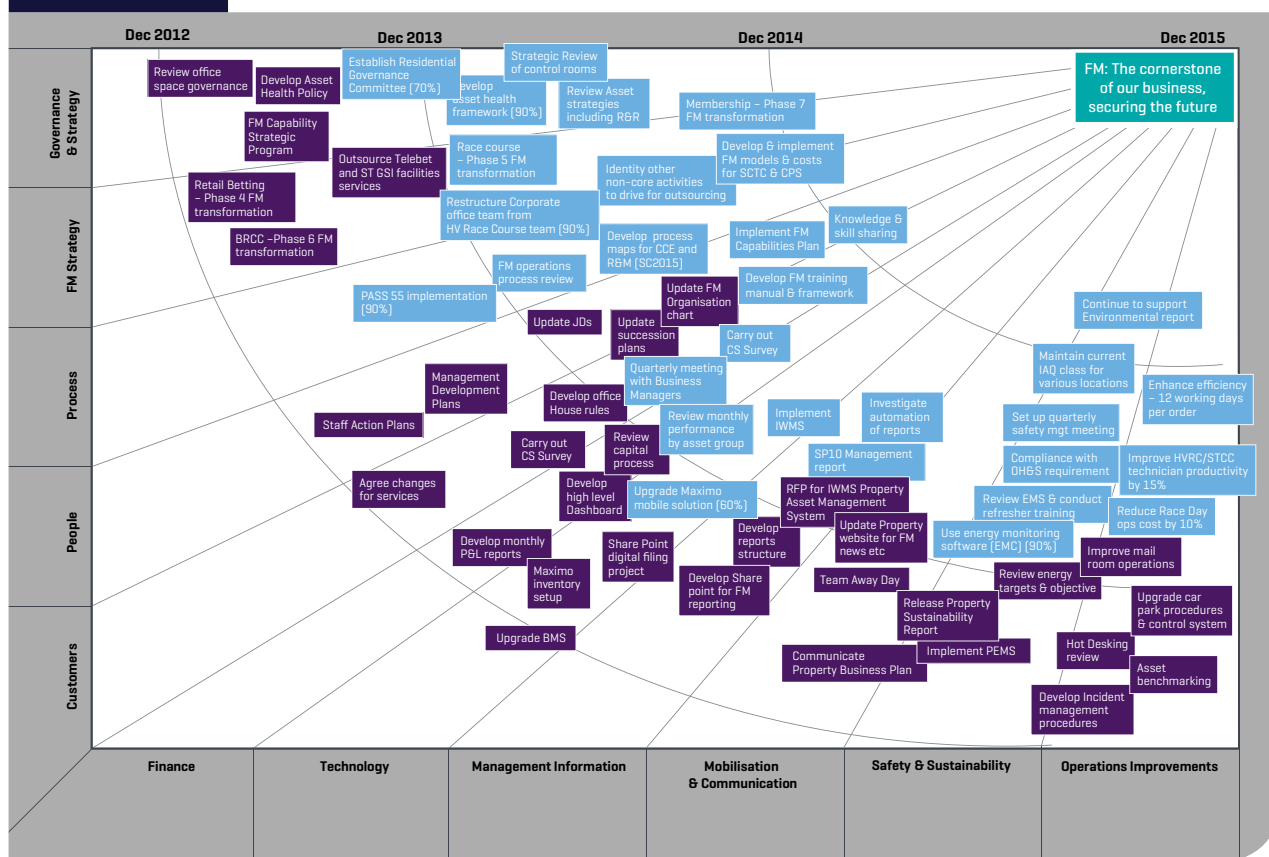 Dec 2012
Dec 2013
Dec 2014
Dec 2015
Governance
& Strategy
FM Strategy
Process
People
Customers
Review office
space governance
Develop Asset
Health Policy
Establish Residential
Governance
Committee (70%)
Strategic Review
of control rooms
evelop
asset health
framework (90%)
Review Asset
strategies
including R&R
Membership – Phase 7
FM transformation
FM: The cornerstone
of our business,
securing the future
FM Capability
Strategic
Program
Outsource Telebet
and ST GSI facilities
services
Race course
– Phase 5 FM
transformation
Identity other
non-core activities
to drive for outsourcing
Develop & implement
FM models & costs
for SCTC & CPS
Retail Betting
– Phase 4 FM
transformation
BRCC –Phase 6 FM
transformation
Restructure Corporate
office team from
HV Race Course team (90%)
Develop process
maps for CCE and
R&M (SC2015)
Implement FM
Capabilities Plan
Knowledge &
skill sharing
FM operations
process review
PASS 55 implementation
(90%)
Update FM
Organisation
chart
Develop FM training
manual & framework
Continue to support
Environmental report
Update JDs
Update
succession
plans
Carry out
CS Survey
Maintain current
IAQ class for
various locations
Enhance efficiency
– 12 working days
per order
Management
Development
Plans
Develop office
House rules
Quarterly meeting
with Business
Managers
Staff Action Plans
Review monthly
performance
by asset group
Implement
IWMS
Investigate
automation
of reports
Set up quarterly
safety mgt meeting
Carry out
CS Survey
Review
capital
process
SP10 Management
report
Compliance with
OH&S requirement
Improve HVRC/STCC
technician productivity
by 15%
Agree changes
for services
Develop
high level
Dashboard
Upgrade Maximo
mobile solution (60%)
RFP for IWMS Property
Asset Management
System
Review EMS & conduct
refresher training
Reduce Race Day
ops cost by 10%
Develop monthly
P&L reports
Share Point
digital filing
project
Develop
reports
structure
Update Property
website for FM
news etc
Use energy monitoring
software (EMC) (90%)
Improve mail
room operations
Maximo
inventory
setup
Develop Share
point for FM
reporting
Team Away Day
Review energy
targets & objective
Release Property
Sustainability
Report
Upgrade car
park procedures
& control system
Upgrade BMS
Communicate
Property Business Plan
Implement PEMS
Hot Desking
review
Asset
benchmarking
Develop Incident
management
procedures
Finance
Technology
Management Information
Mobilisation
& Communication
Safety & Sustainability
Operations Improvements